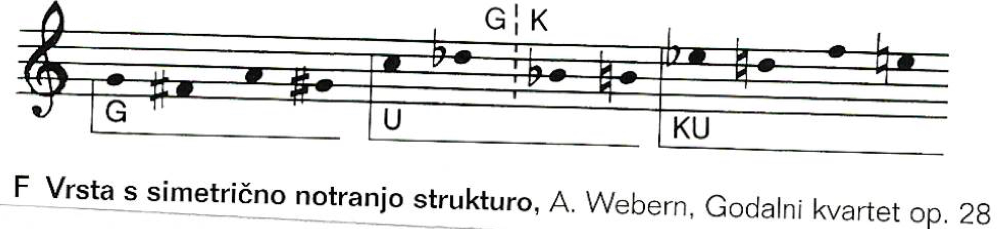 G K
G U KU
F Vrsta s simetrično notranjo strukturo, A. Webern, Godalni kvartet op. 28